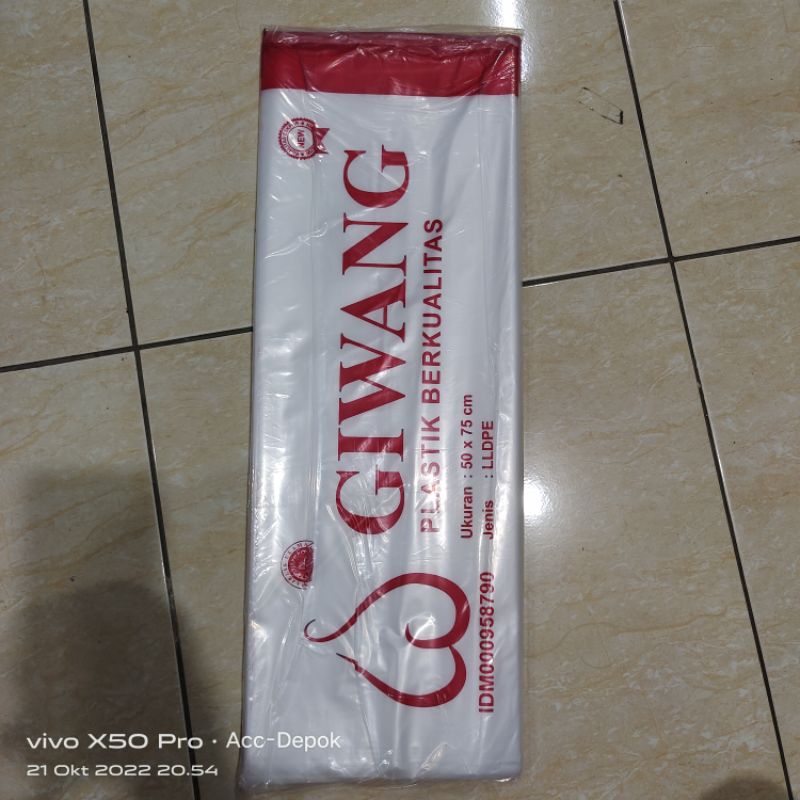 NEW
GIWANG
PLASTIK BERKUALITAS
Ukuran : 50 x 75 cm
Jenis : LLDPE
IDM000958790
vivo X50 Pro · Acc-Depok
21 Okt 2022 20.54